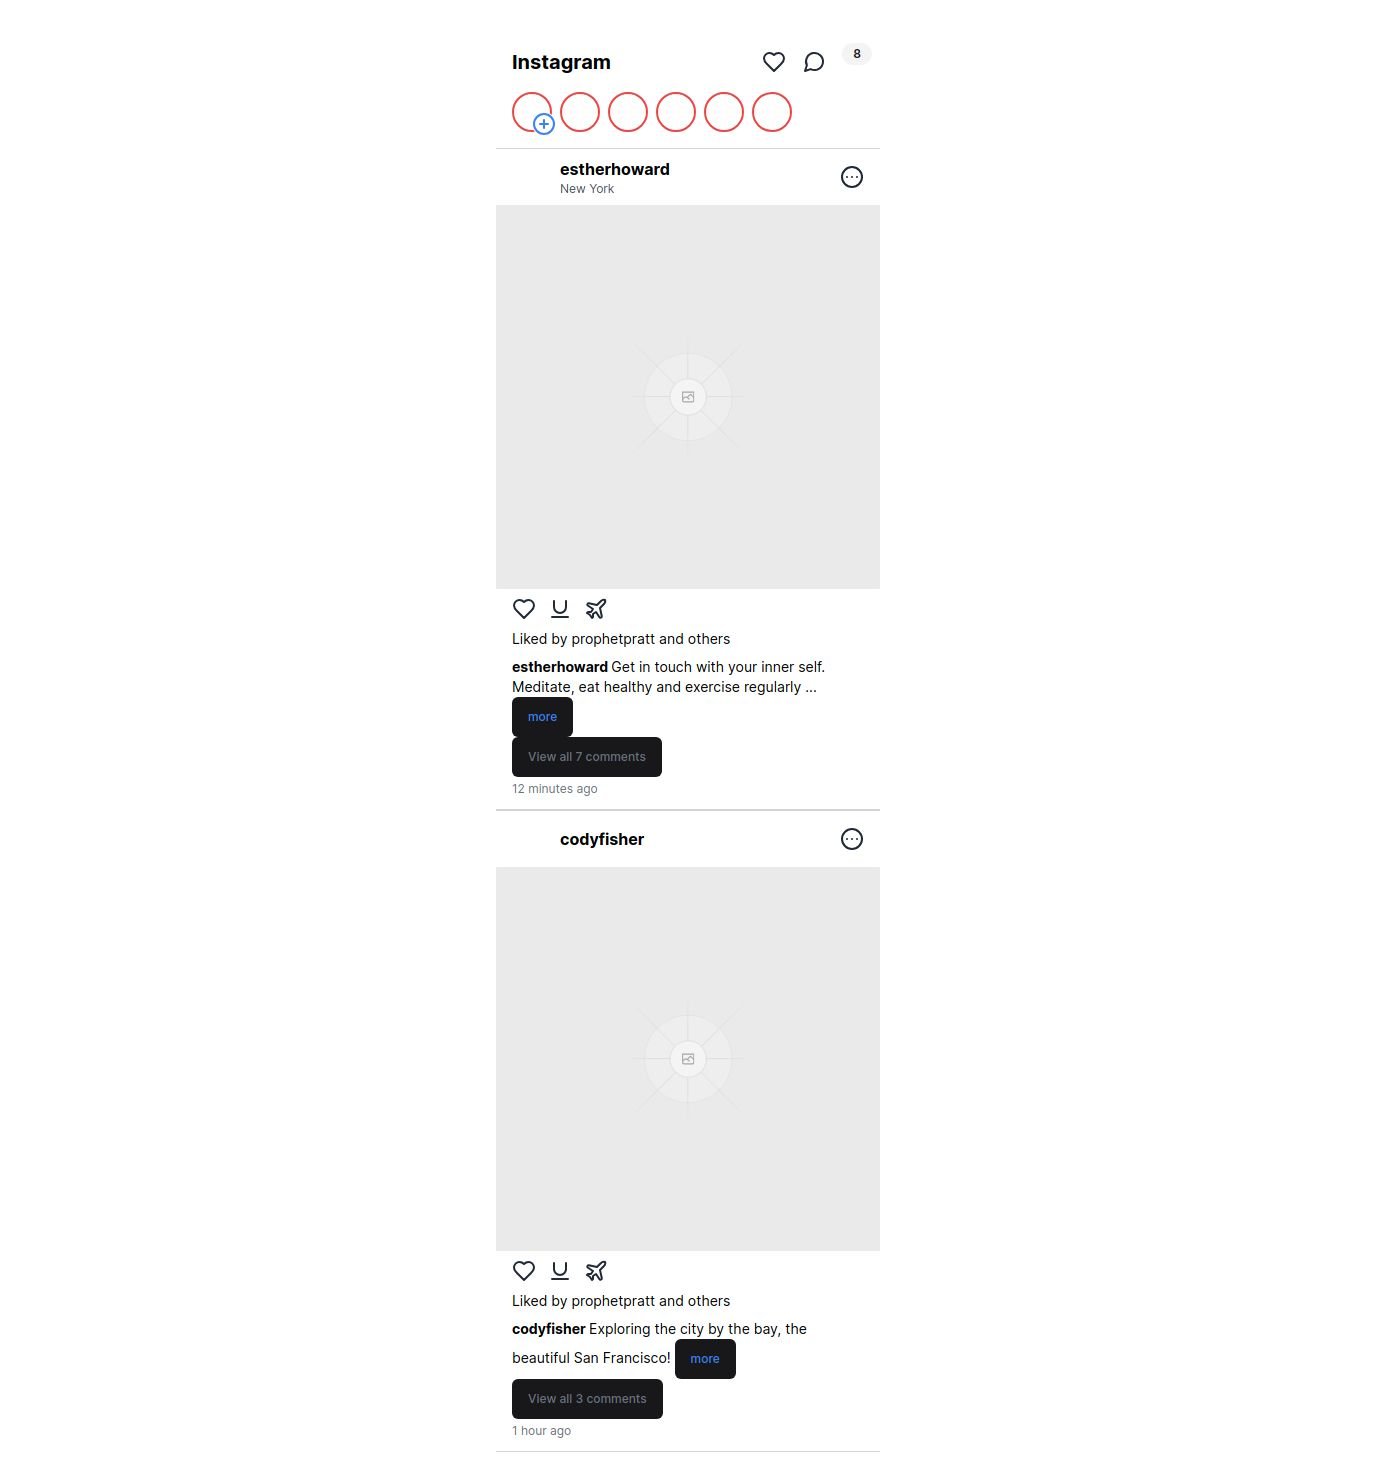 Instagram
8
estherhoward
New York
Liked by prophetpratt and others
estherhoward Get in touch with your inner self.
Meditate, eat healthy and exercise regularly ...
more
View all 7 comments
12 minutes ago
codyfisher
Liked by prophetpratt and others
codyfisher Exploring the city by the bay, the
beautiful San Francisco! more
View all 3 comments
1 hour ago